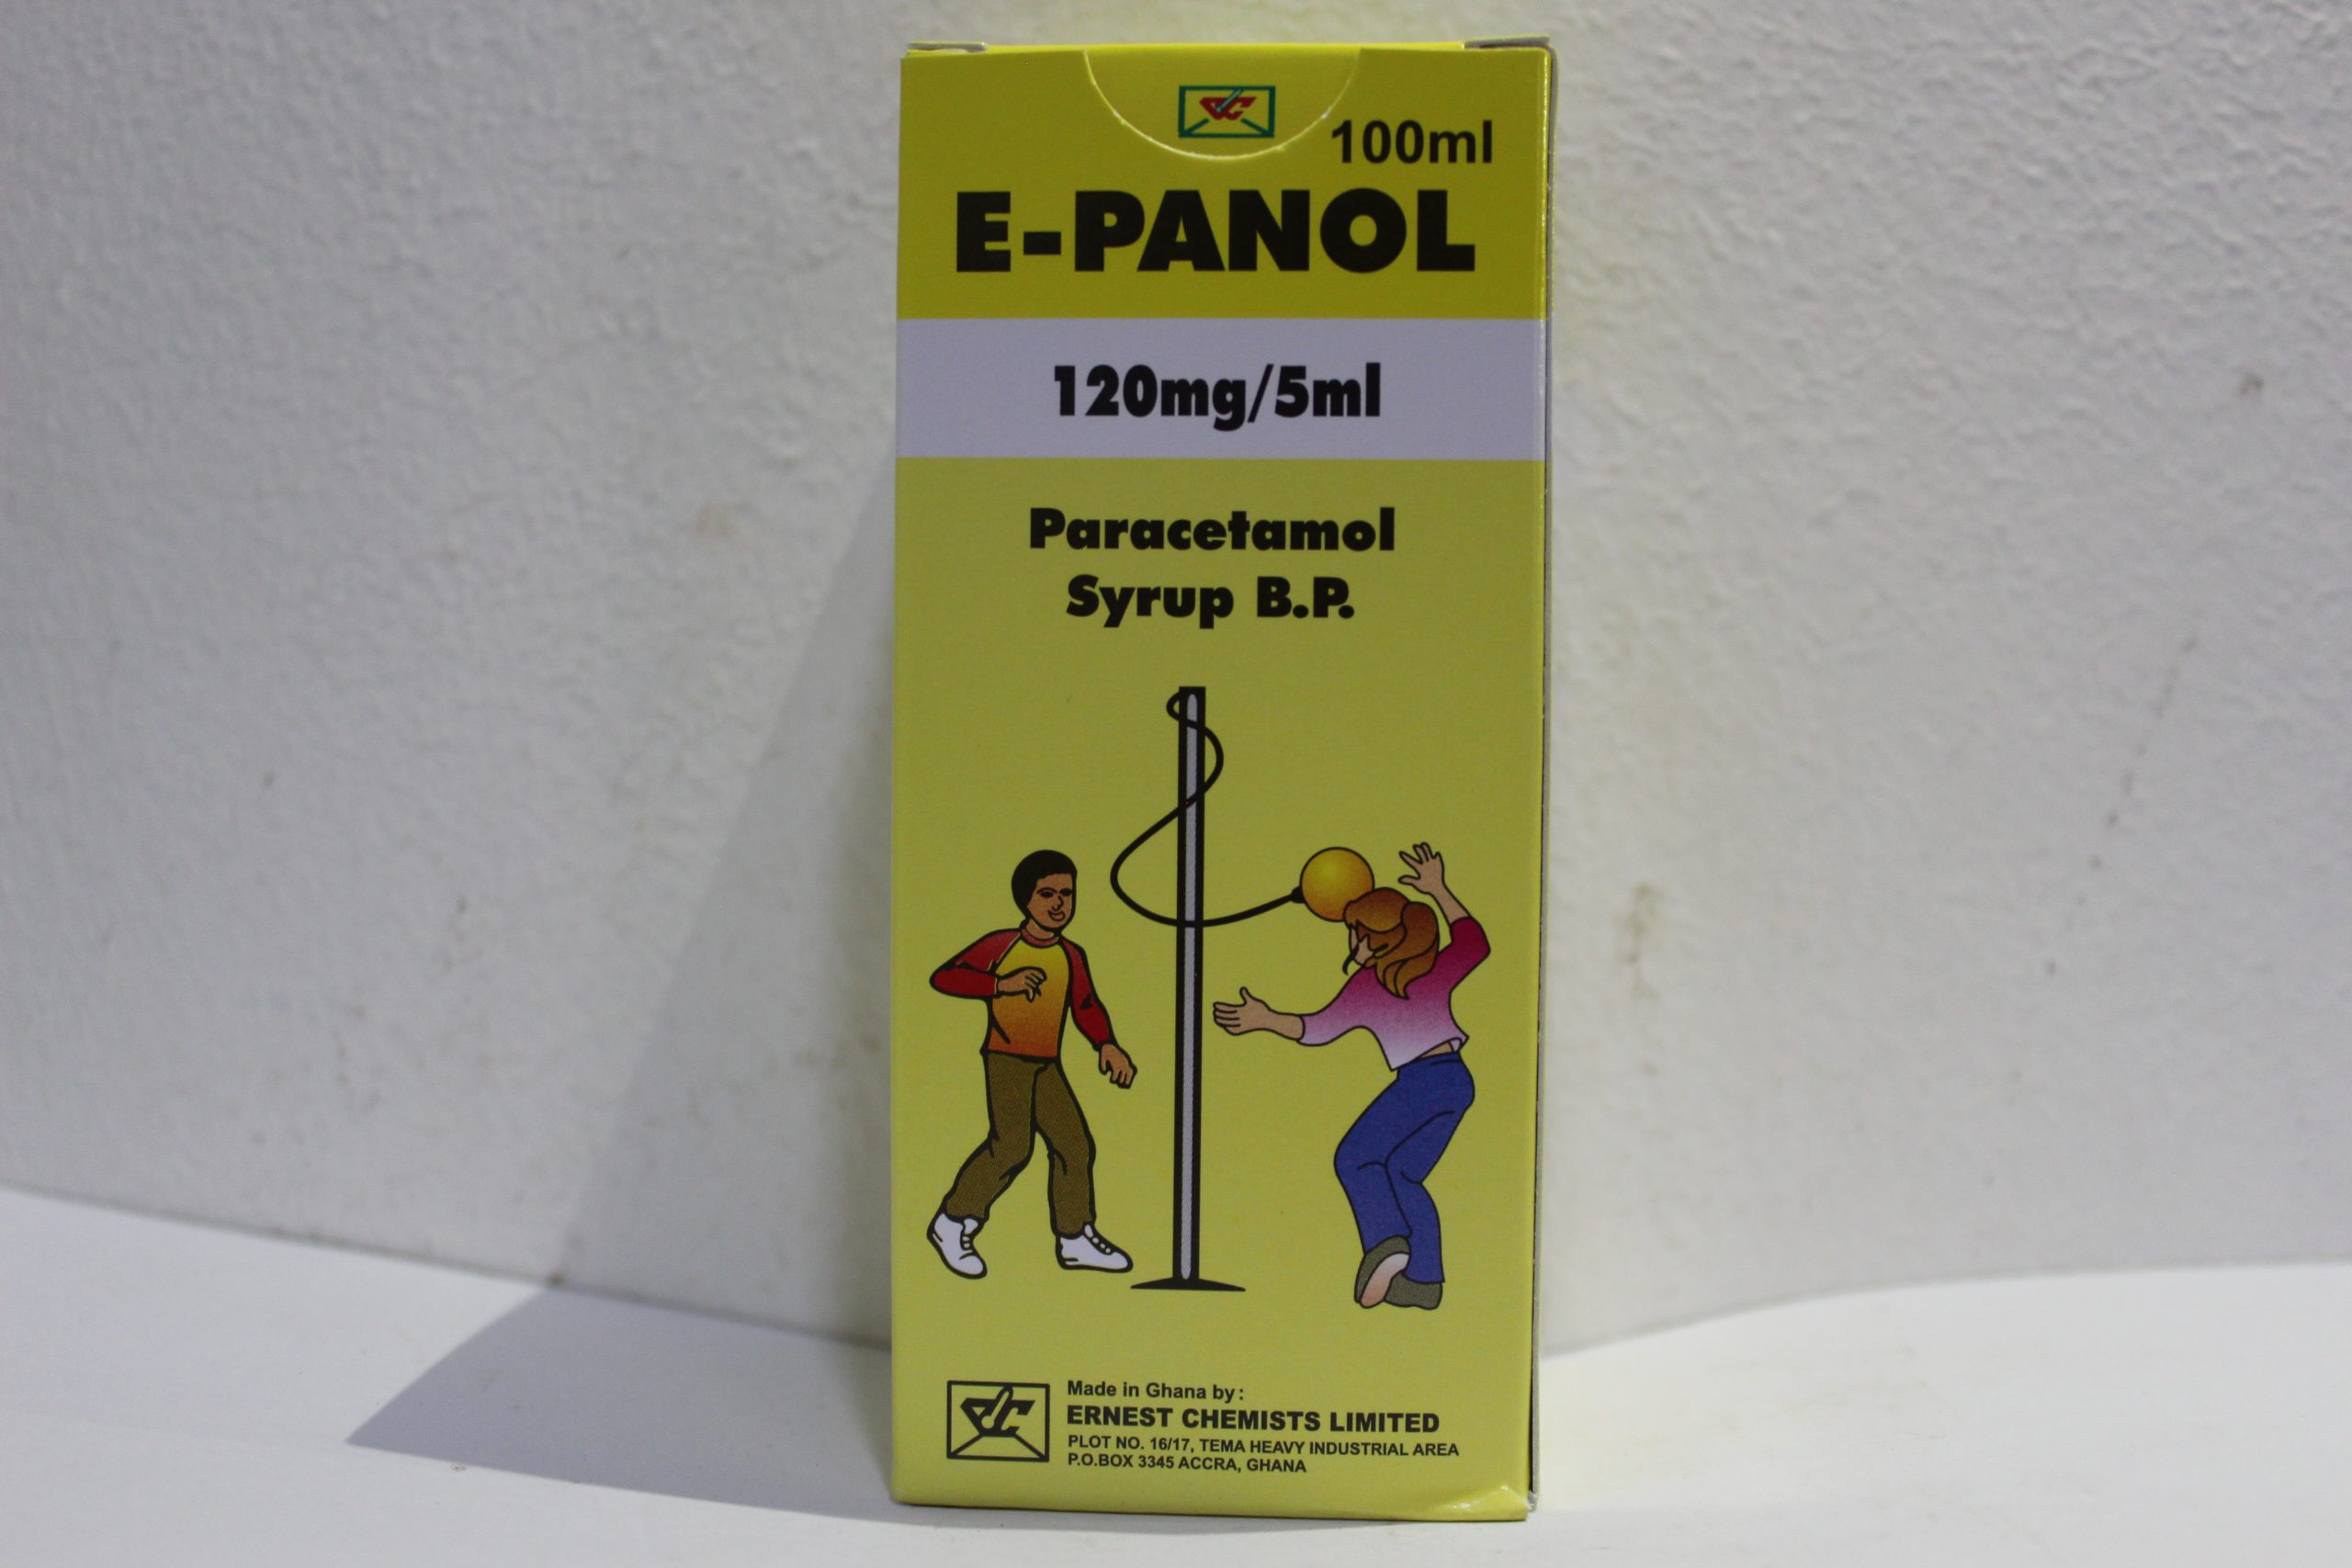 100ml
E-PANOL
120mg/5ml
Paracetamol
Syrup B.P.
Made in Ghana by :
ERNEST CHEMISTS LIMITED
PLOT NO. 16/17, TEMA HEAVY INDUSTRIAL AREA
P.O.BOX 3345 ACCRA, GHANA